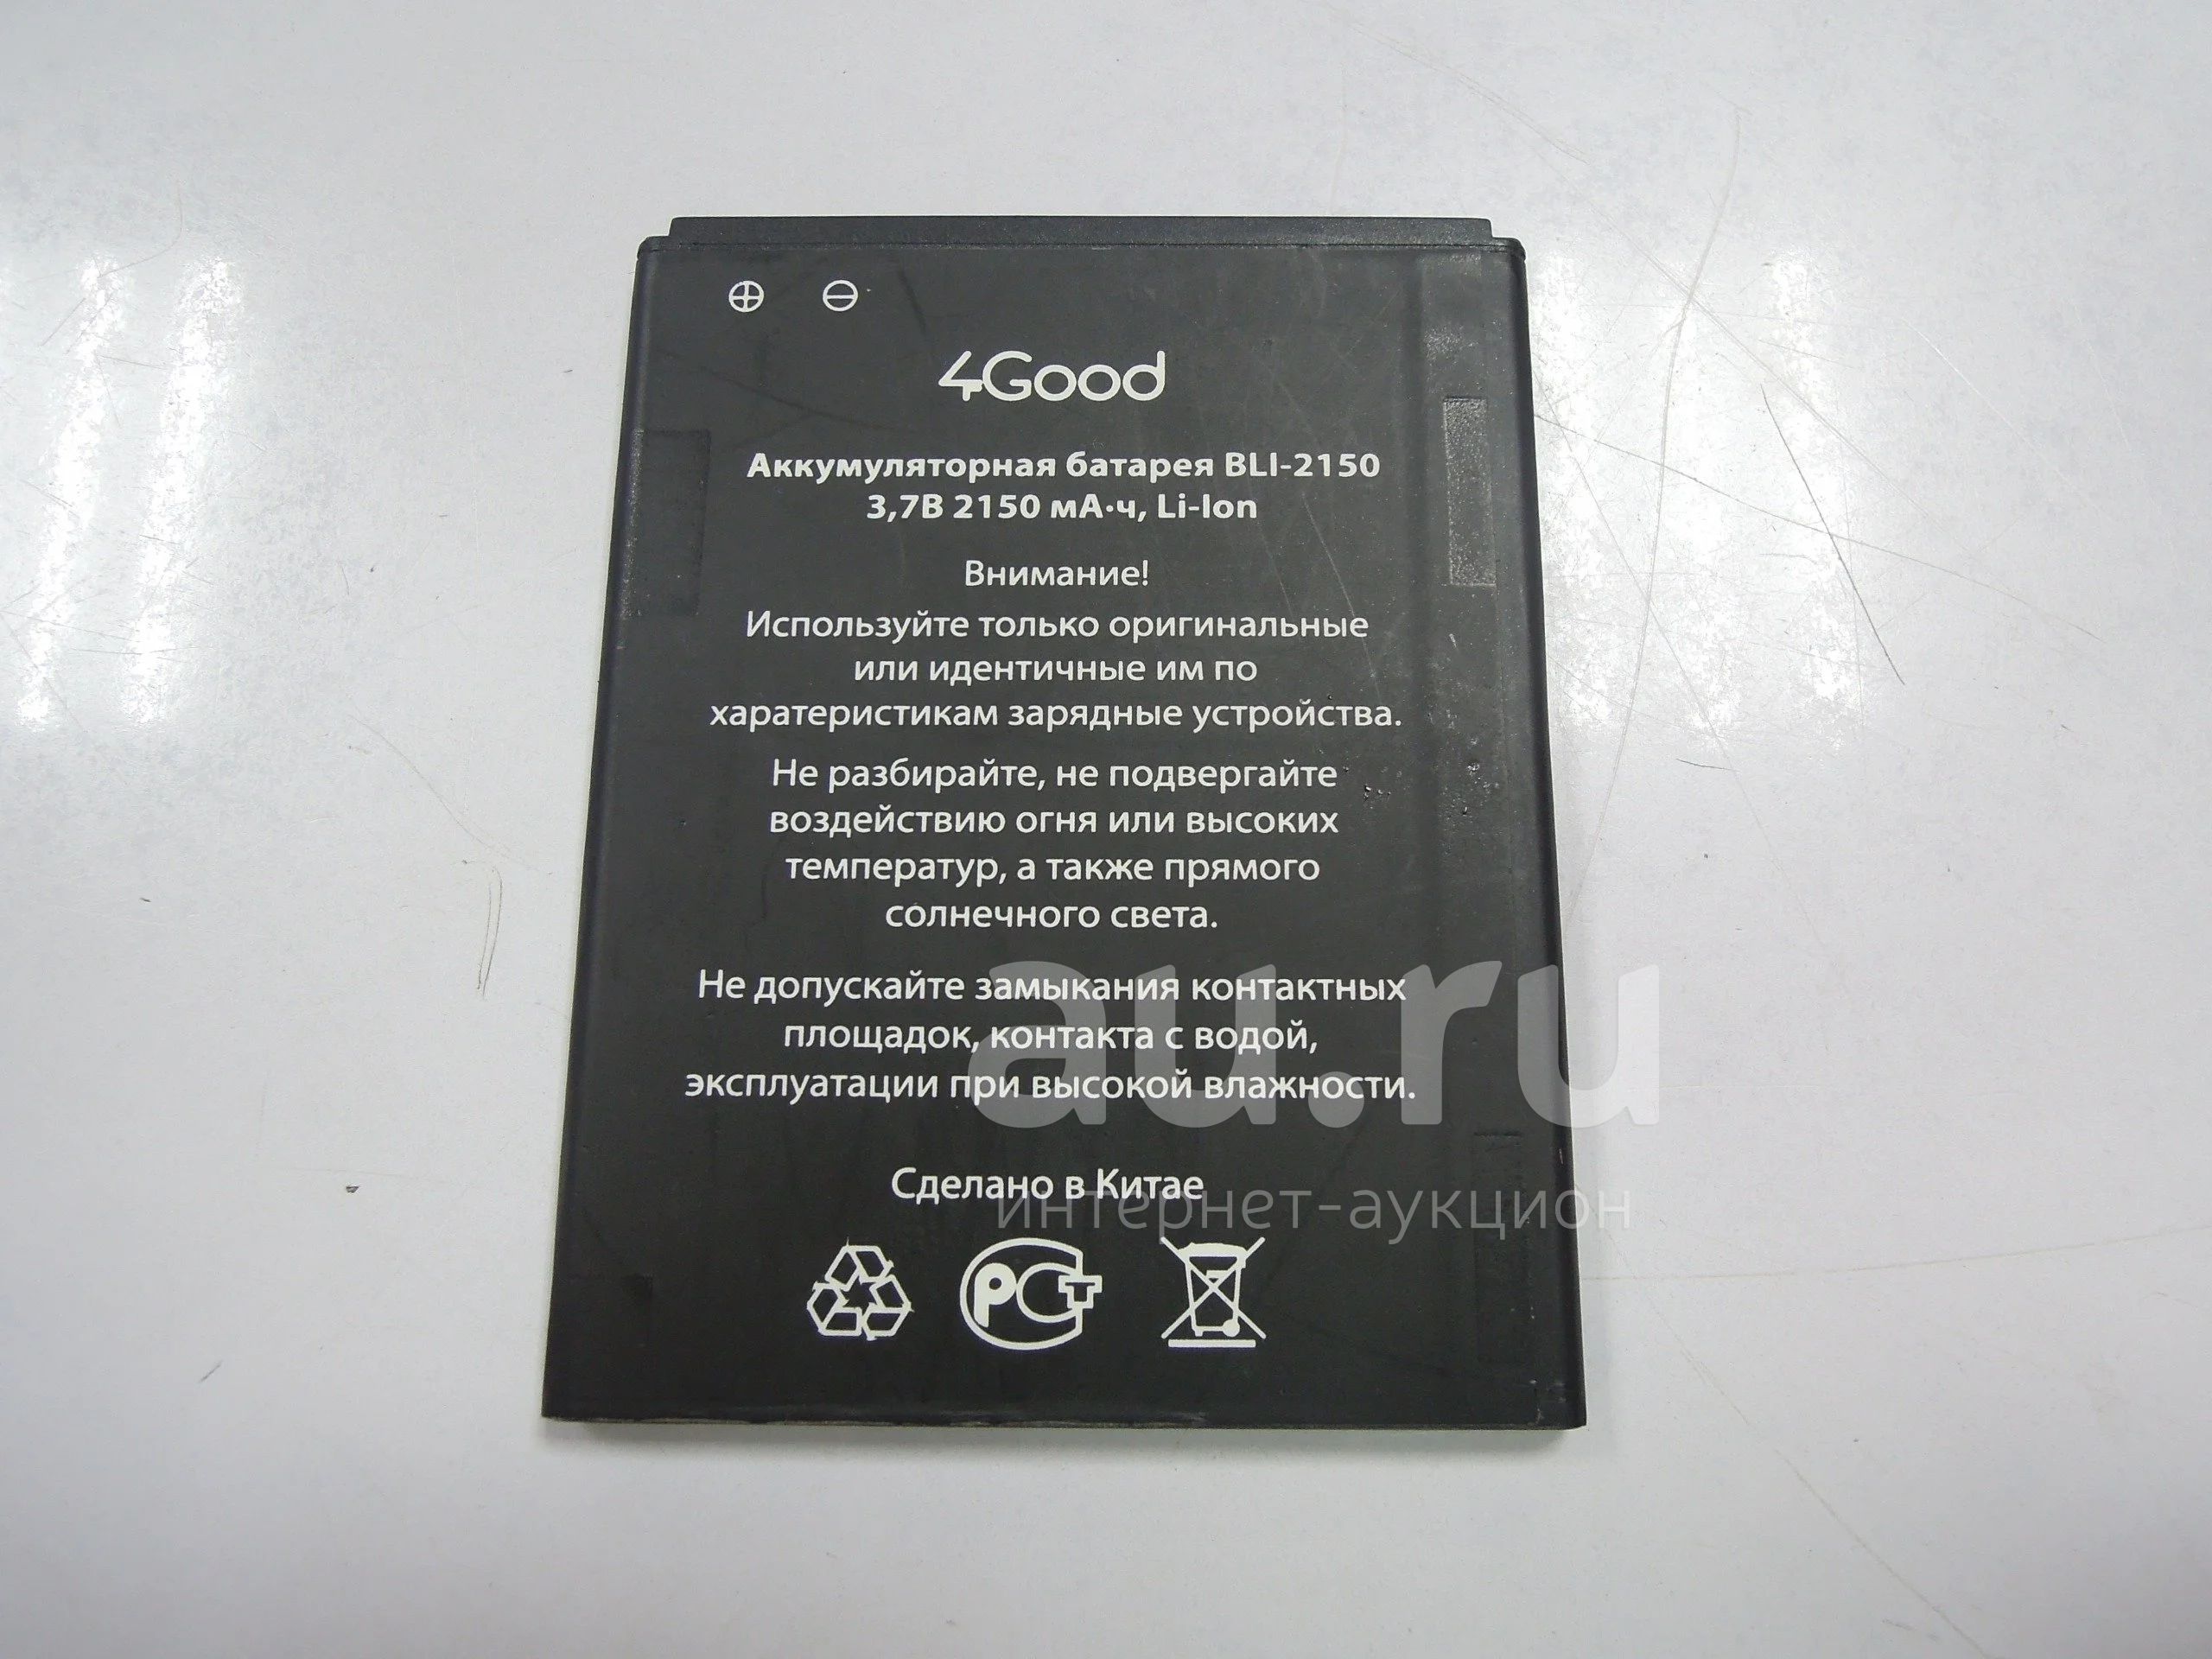 4Good
Аккумуляторная батарея BLI-2150
3,7В 2150 мА·ч, Li-Ion
Внимание!
Используйте только оригинальные
или идентичные им по
харатеристикам зарядные устройства.
Не разбирайте, не подвергайте
воздействию огня или высоких
температур, а также прямого
солнечного света.
Не допускайте замыкания контактных
площадок, контакта с водой,
эксплуатации при высокой влажности.
au.ru
Сделано в Китае
интернет-аукцион
РСТ